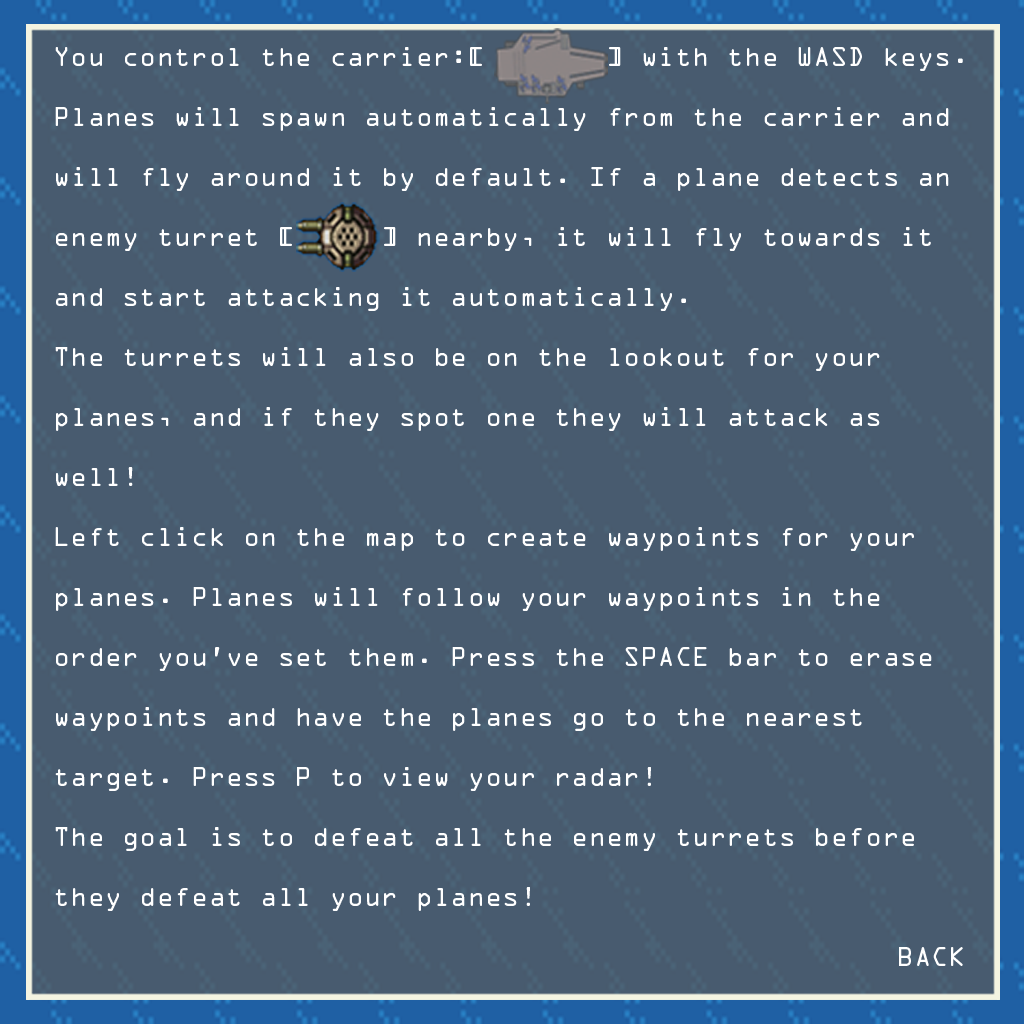 You control the carrier:[ ] with the WASD keys.
Planes will spawn automatically from the carrier and
will fly around it by default. If a plane detects an
enemy turret [ ] nearby, it will fly towards it
and start attacking it automatically.
The turrets will also be on the lookout for your
planes, and if they spot one they will attack as
well!
Left click on the map to create waypoints for your
planes. Planes will follow your waypoints in the
order you've set them. Press the SPACE bar to erase
waypoints and have the planes go to the nearest
target. Press P to view your radar!
The goal is to defeat all the enemy turrets before
they defeat all your planes!
BACK